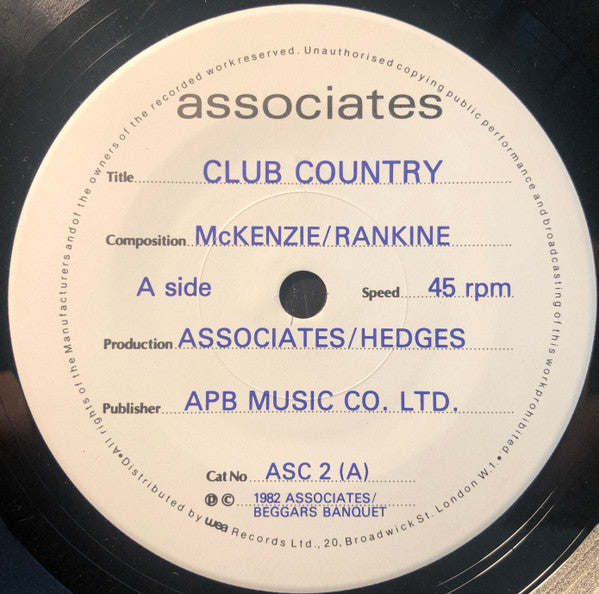 associates
Title CLUB COUNTRY
Composition McKENZIE/RANKINE
A side Speed 45 rpm
Production ASSOCIATES/HEDGES
Publisher APB MUSIC CO. LTD.
Cat No ASC 2 (A)
℗ © 1982 ASSOCIATES/
BEGGARS BANQUET
•All rights of the Manufacturers and of the owners of the recorded work reserved. Unauthorised copying public performance and broadcasting of this work prohibited.
•Distributed by wea Records Ltd., 20, Broadwick St. London W.1.